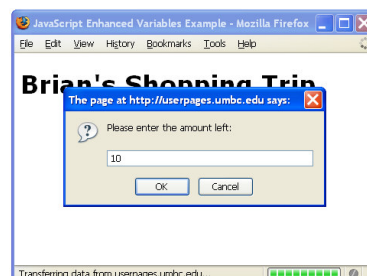 JavaScript Enhanced Variables Example - Mozilla Firefox
File Edit View History Bookmarks Tools Help
Brian's Shopping Trip
The page at http://userpages.umbc.edu says:
Please enter the amount left:
10
OK Cancel
Transferring data from userpages.umbc.edu...